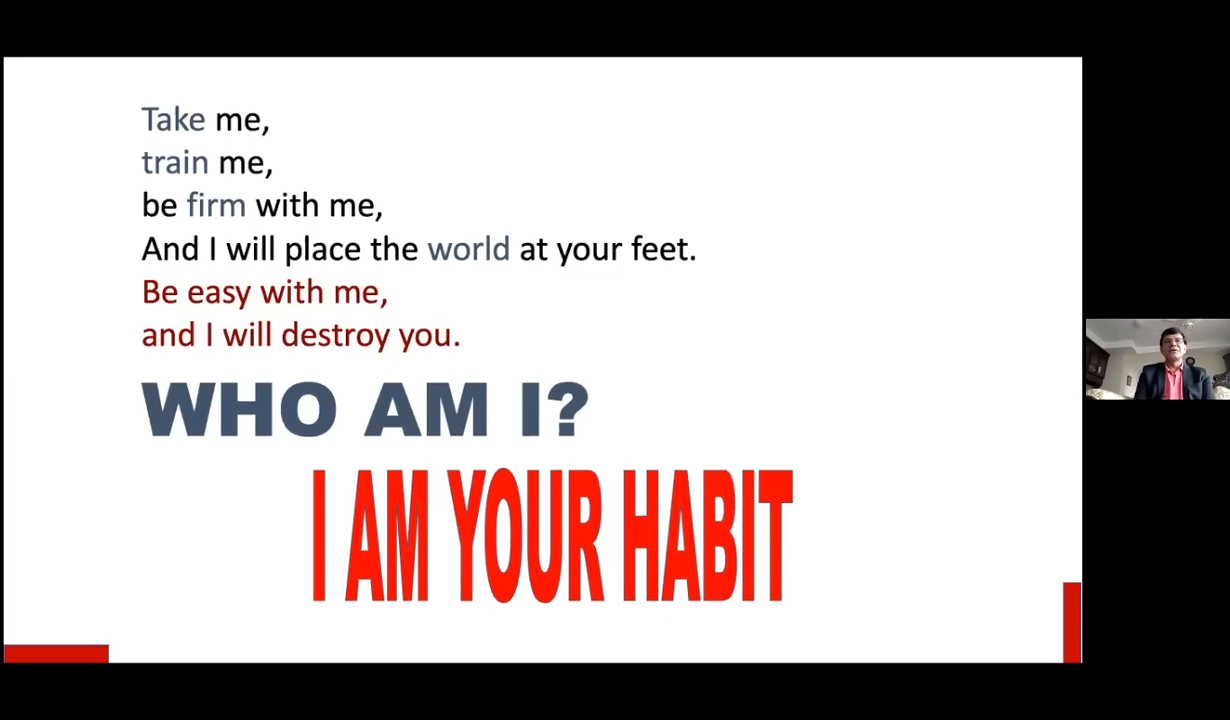 Take me,
train me,
be firm with me,
And I will place the world at your feet.
Be easy with me,
and I will destroy you.
WHO AM I?
I AM YOUR HABIT